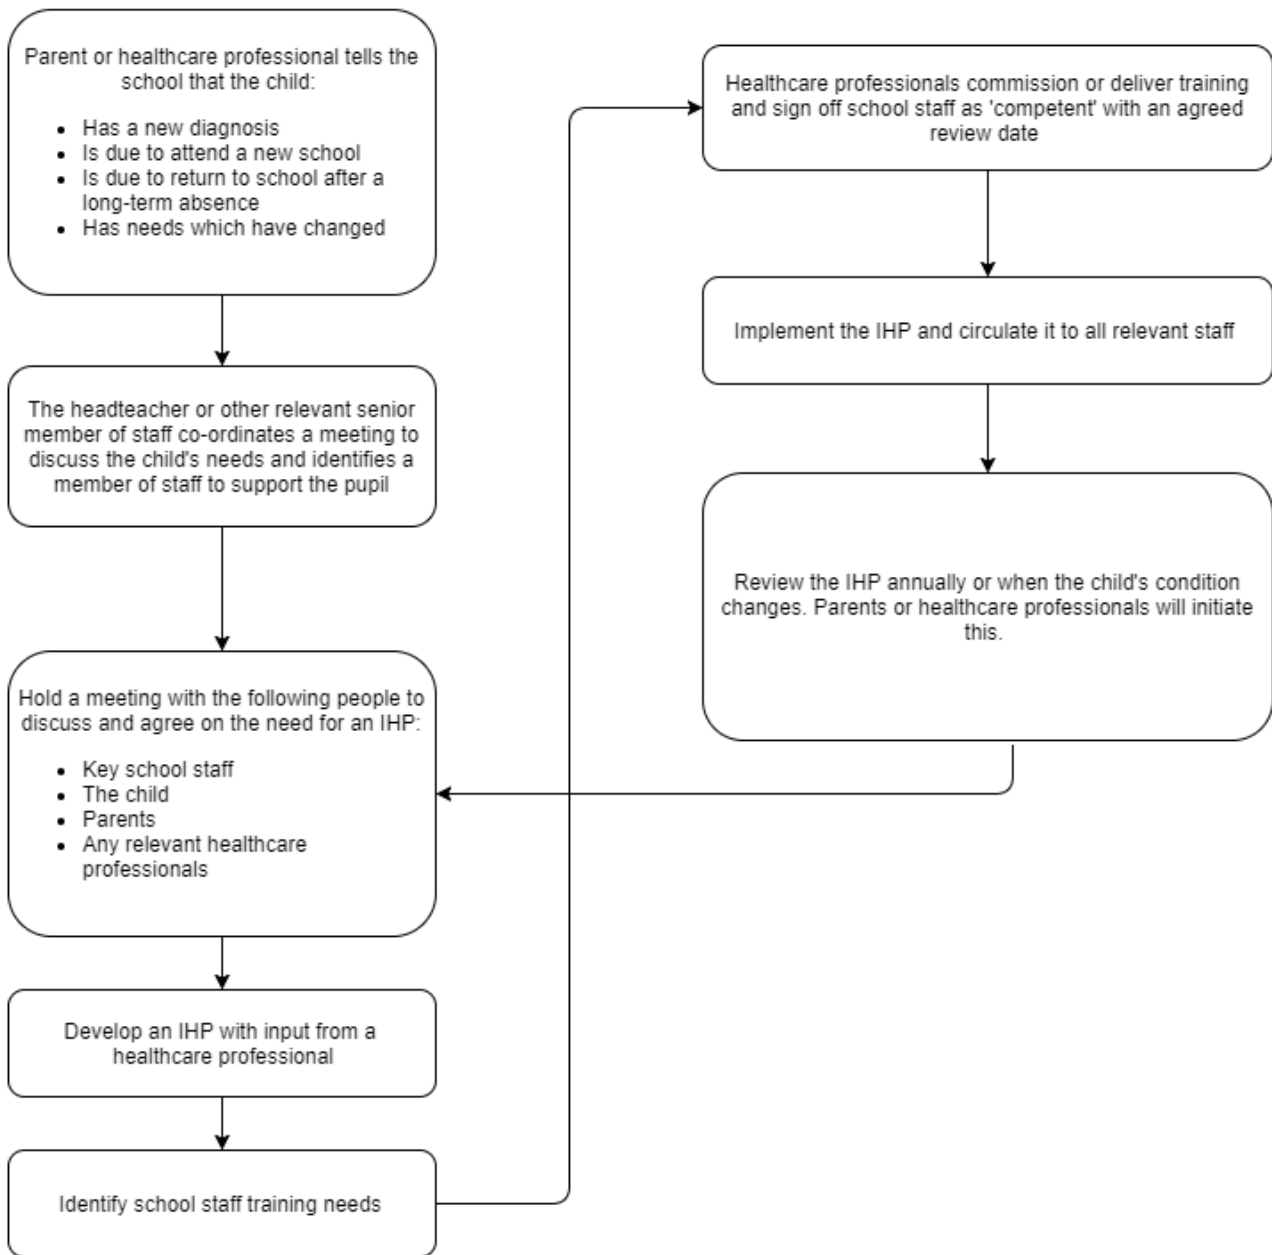 Parent or healthcare professional tells the
school that the child:
• Has a new diagnosis
• Is due to attend a new school
• Is due to return to school after a
long-term absence
• Has needs which have changed
The headteacher or other relevant senior
member of staff co-ordinates a meeting to
discuss the child's needs and identifies a
member of staff to support the pupil
Hold a meeting with the following people to
discuss and agree on the need for an IHP:
• Key school staff
• The child
• Parents
• Any relevant healthcare
professionals
Develop an IHP with input from a
healthcare professional
Identify school staff training needs
Healthcare professionals commission or deliver training
and sign off school staff as 'competent' with an agreed
review date
Implement the IHP and circulate it to all relevant staff
Review the IHP annually or when the child's condition
changes. Parents or healthcare professionals will initiate
this.